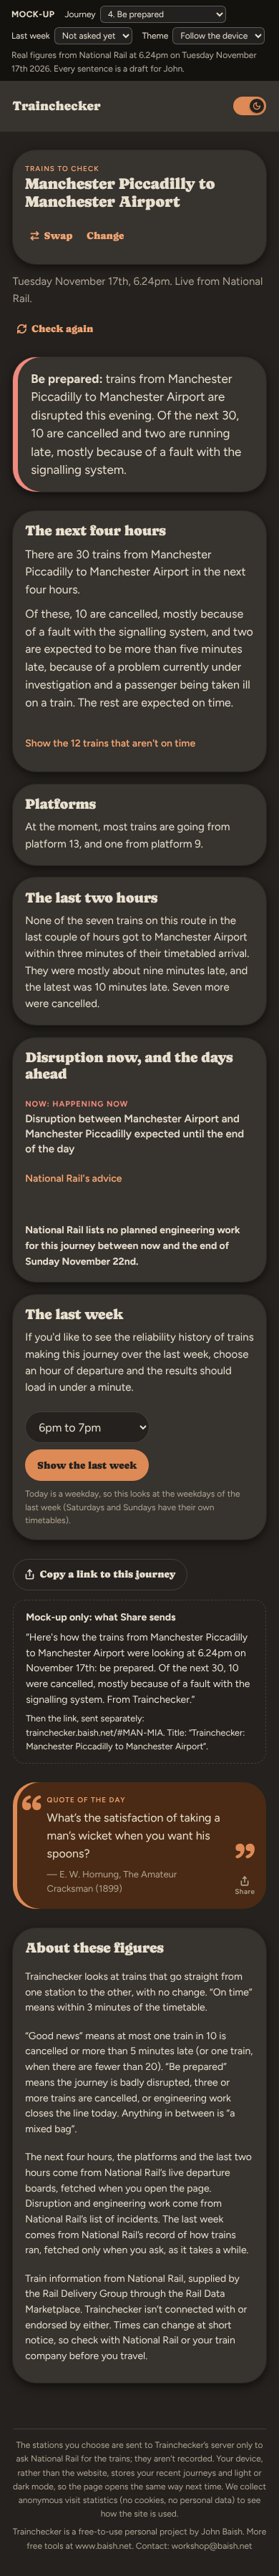 MOCK-UP Journey 4. Be prepared
Last week Not asked yet Theme Follow the device
Real figures from National Rail at 6.24pm on Tuesday November
17th 2026. Every sentence is a draft for John.
Trainchecker
TRAINS TO CHECK
Manchester Piccadilly to
Manchester Airport
Swap Change
Tuesday November 17th, 6.24pm. Live from National
Rail.
Check again
Be prepared: trains from Manchester
Piccadilly to Manchester Airport are
disrupted this evening. Of the next 30,
10 are cancelled and two are running
late, mostly because of a fault with the
signalling system.
The next four hours
There are 30 trains from Manchester
Piccadilly to Manchester Airport in the next
four hours.
Of these, 10 are cancelled, mostly because
of a fault with the signalling system, and two
are expected to be more than five minutes
late, because of a problem currently under
investigation and a passenger being taken ill
on a train. The rest are expected on time.
Show the 12 trains that aren't on time
Platforms
At the moment, most trains are going from
platform 13, and one from platform 9.
The last two hours
None of the seven trains on this route in the
last couple of hours got to Manchester Airport
within three minutes of their timetabled arrival.
They were mostly about nine minutes late, and
the latest was 10 minutes late. Seven more
were cancelled.
Disruption now, and the days
ahead
NOW: HAPPENING NOW
Disruption between Manchester Airport and
Manchester Piccadilly expected until the end
of the day
National Rail's advice
National Rail lists no planned engineering work
for this journey between now and the end of
Sunday November 22nd.
The last week
If you'd like to see the reliability history of trains
making this journey over the last week, choose
an hour of departure and the results should
load in under a minute.
6pm to 7pm
Show the last week
Today is a weekday, so this looks at the weekdays of the
last week (Saturdays and Sundays have their own
timetables).
Copy a link to this journey
Mock-up only: what Share sends
“Here's how the trains from Manchester Piccadilly
to Manchester Airport were looking at 6.24pm on
November 17th: be prepared. Of the next 30, 10
were cancelled, mostly because of a fault with the
signalling system. From Trainchecker.”
Then the link, sent separately:
trainchecker.baish.net/#MAN-MIA. Title: “Trainchecker:
Manchester Piccadilly to Manchester Airport”.
“
QUOTE OF THE DAY
What's the satisfaction of taking a
man's wicket when you want his
spoons?
”
— E. W. Hornung, The Amateur
Cracksman (1899)
Share
About these figures
Trainchecker looks at trains that go straight from
one station to the other, with no change. “On time”
means within 3 minutes of the timetable.
“Good news” means at most one train in 10 is
cancelled or more than 5 minutes late (or one train,
when there are fewer than 20). “Be prepared”
means the journey is badly disrupted, three or
more trains are cancelled, or engineering work
closes the line today. Anything in between is “a
mixed bag”.
The next four hours, the platforms and the last two
hours come from National Rail's live departure
boards, fetched when you open the page.
Disruption and engineering work come from
National Rail's list of incidents. The last week
comes from National Rail's record of how trains
ran, fetched only when you ask, as it takes a while.
Train information from National Rail, supplied by
the Rail Delivery Group through the Rail Data
Marketplace. Trainchecker isn't connected with or
endorsed by either. Times can change at short
notice, so check with National Rail or your train
company before you travel.
The stations you choose are sent to Trainchecker's server only to
ask National Rail for the trains; they aren't recorded. Your device,
rather than the website, stores your recent journeys and light or
dark mode, so the page opens the same way next time. We collect
anonymous visit statistics (no cookies, no personal data) to see
how the site is used.
Trainchecker is a free-to-use personal project by John Baish. More
free tools at www.baish.net. Contact: workshop@baish.net